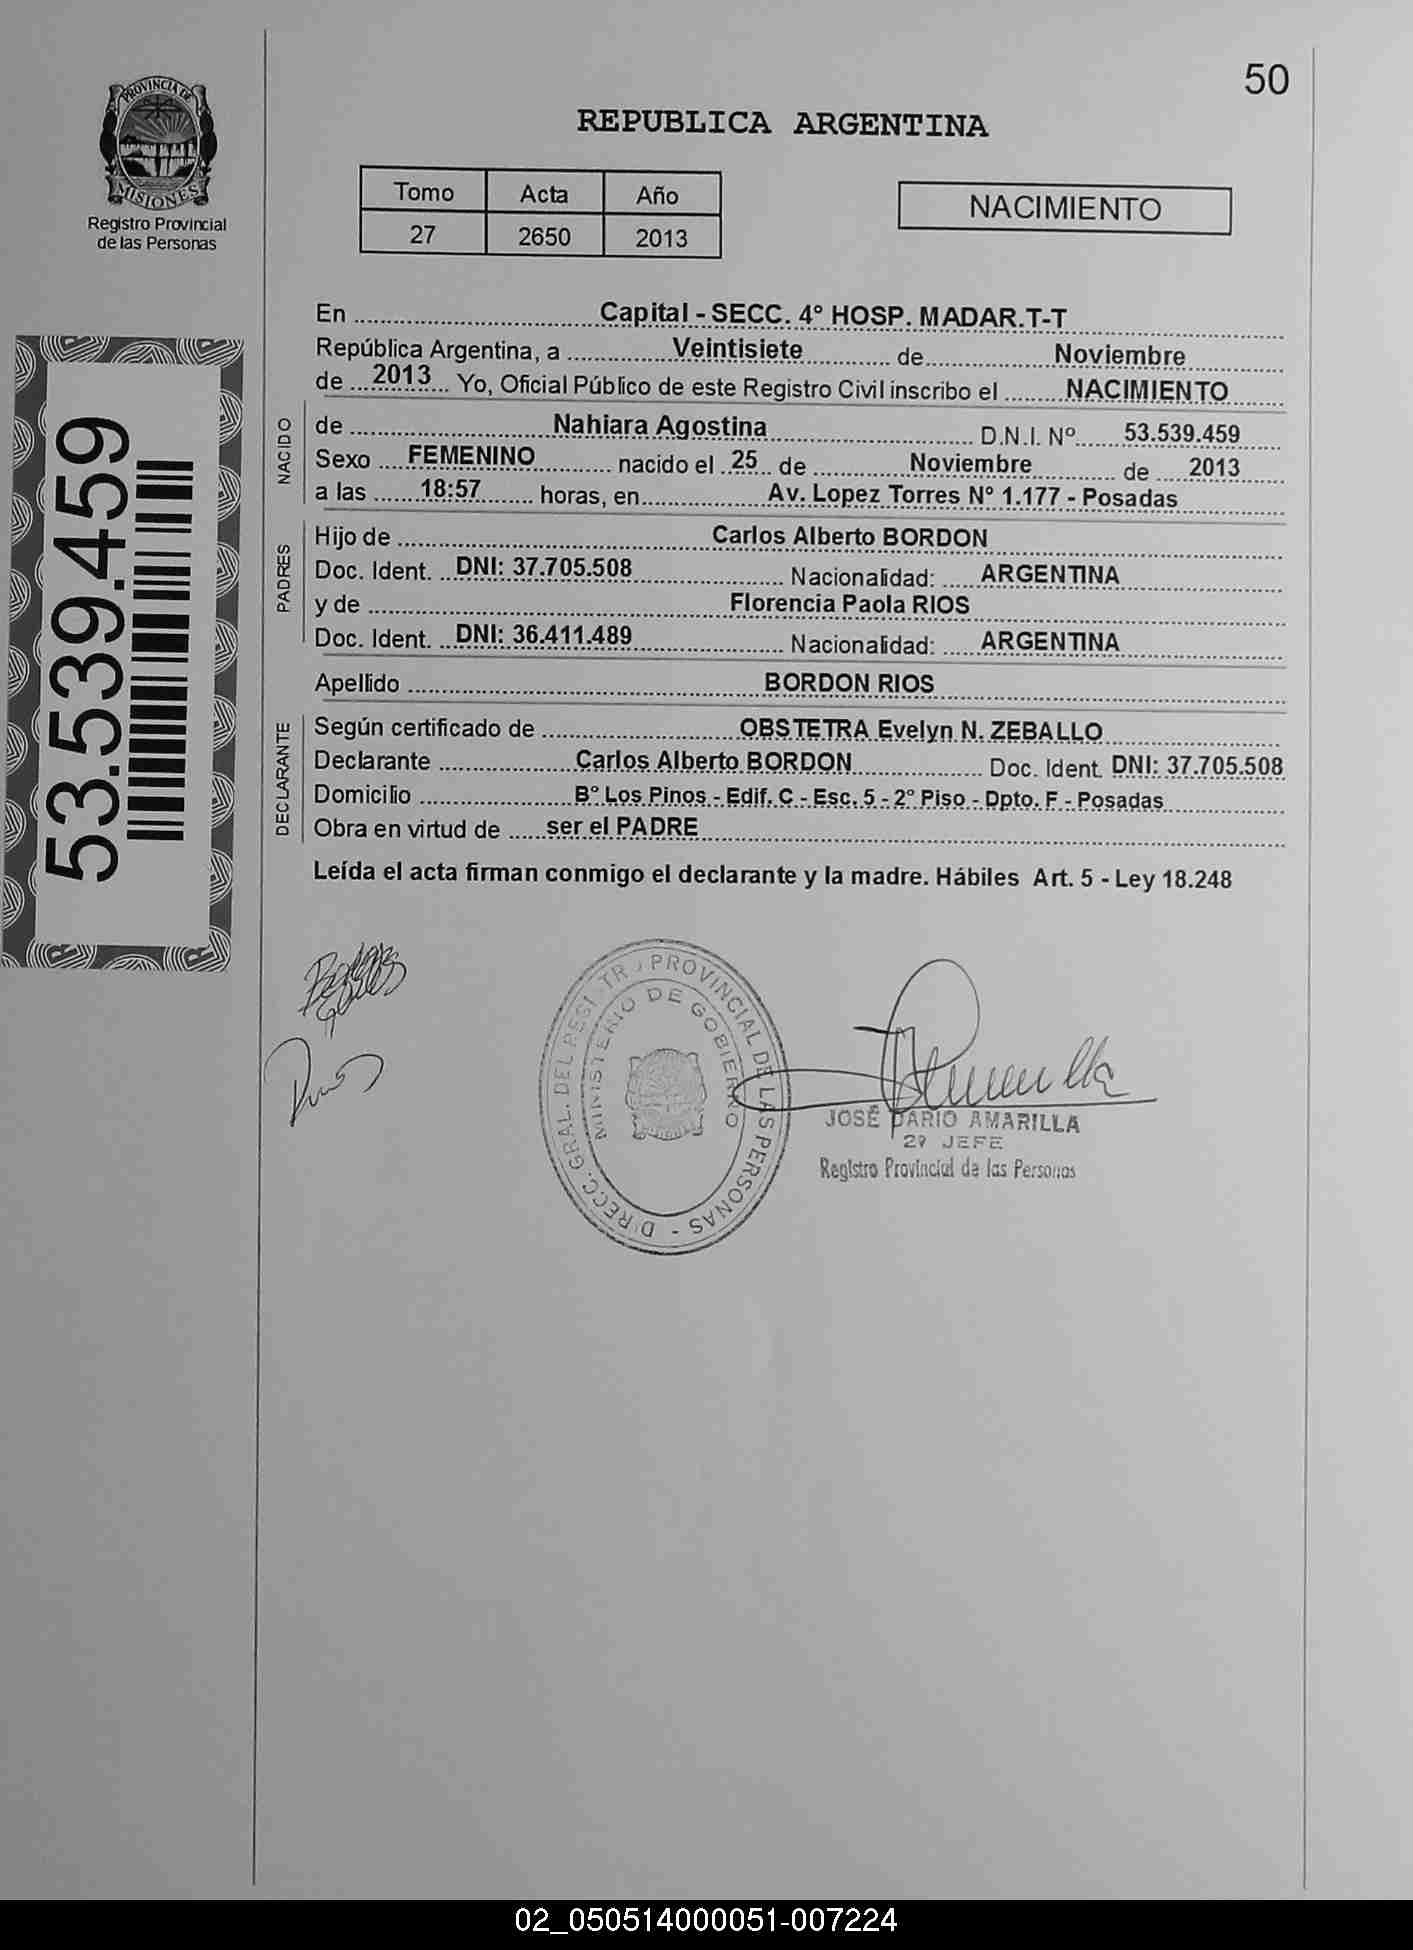 50
PROVINCIA DE
MISIONES
Registro Provincial
de las Personas
REPUBLICA ARGENTINA
Tomo Acta Año
27 2650 2013
NACIMIENTO
53.539.459
En Capital - SECC. 4° HOSP. MADAR.T-T
República Argentina, a Veintisiete de Noviembre
de 2013 Yo, Oficial Público de este Registro Civil inscribo el NACIMIENTO
NACIDO
de Nahiara Agostina D.N.I. Nº 53.539.459
Sexo FEMENINO nacido el 25 de Noviembre de 2013
a las 18:57 horas, en Av. Lopez Torres N° 1.177 - Posadas
PADRES
Hijo de Carlos Alberto BORDON
Doc. Ident. DNI: 37.705.508 Nacionalidad: ARGENTINA
y de Florencia Paola RIOS
Doc. Ident. DNI: 36.411.489 Nacionalidad: ARGENTINA
Apellido BORDON RIOS
DECLARANTE
Según certificado de OBSTETRA Evelyn N. ZEBALLO
Declarante Carlos Alberto BORDON Doc. Ident. DNI: 37.705.508
Domicilio B° Los Pinos - Edif. C - Esc. 5 - 2° Piso - Dpto. F - Posadas
Obra en virtud de ser el PADRE
Leída el acta firman conmigo el declarante y la madre. Hábiles Art. 5 - Ley 18.248
DIRECC. GRAL. DEL REGISTRO PROVINCIAL DE LAS PERSONAS -
MINISTERIO DE GOBIERNO
JOSÉ DARIO AMARILLA
2º JEFE
Registro Provincial de las Personas
02_050514000051-007224